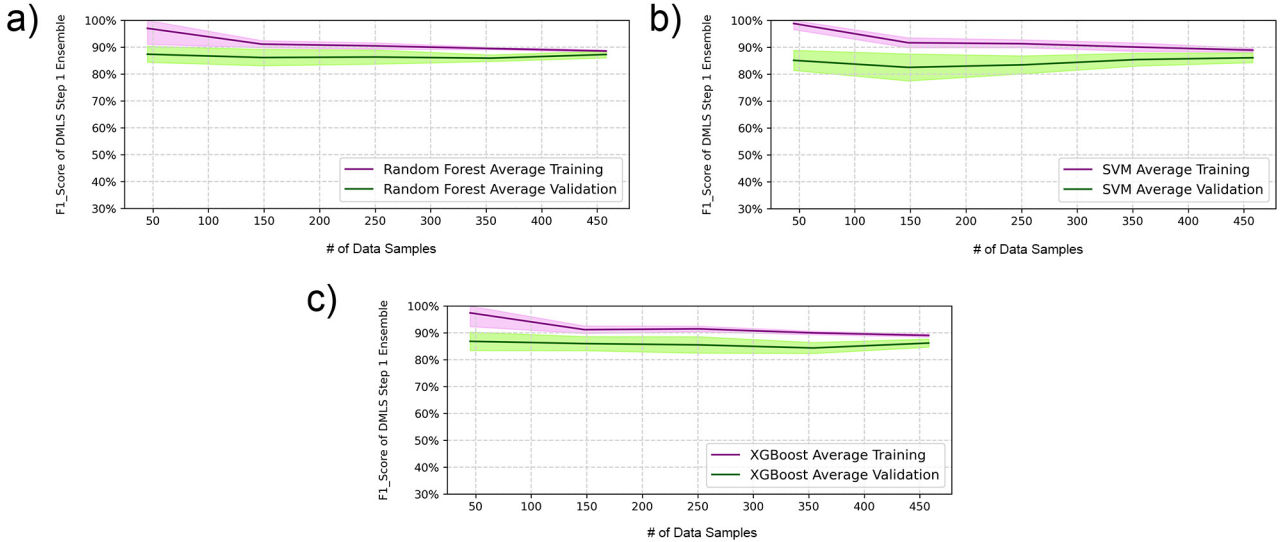 a)
F1_Score of DMLS Step 1 Ensemble
100%
90%
80%
70%
60%
50%
40%
30%
Random Forest Average Training
Random Forest Average Validation
50 100 150 200 250 300 350 400 450
# of Data Samples
b)
F1_Score of DMLS Step 1 Ensemble
100%
90%
80%
70%
60%
50%
40%
30%
SVM Average Training
SVM Average Validation
50 100 150 200 250 300 350 400 450
# of Data Samples
c)
F1_Score of DMLS Step 1 Ensemble
100%
90%
80%
70%
60%
50%
40%
30%
XGBoost Average Training
XGBoost Average Validation
50 100 150 200 250 300 350 400 450
# of Data Samples